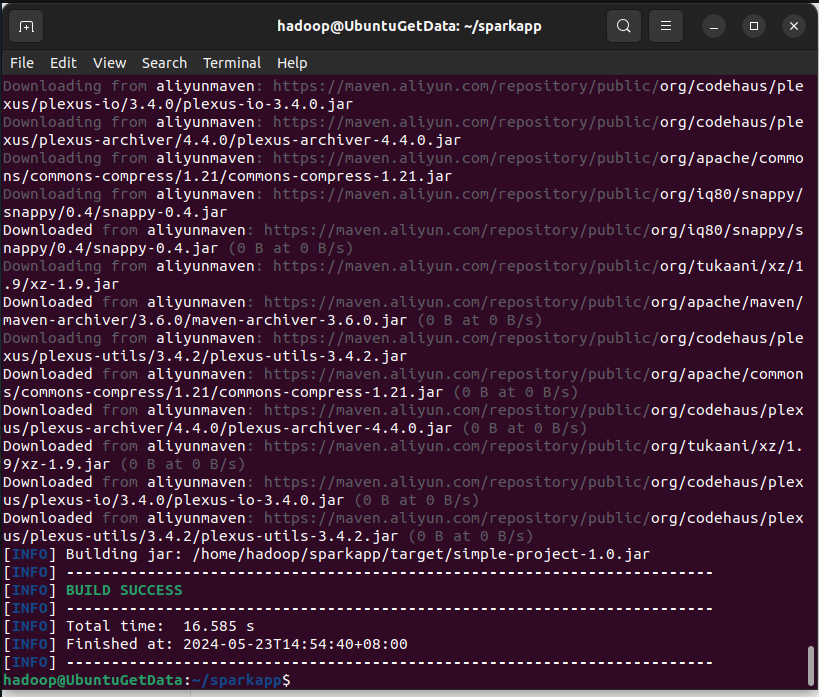 hadoop@UbuntuGetData: ~/sparkapp
File Edit View Search Terminal Help
Downloading from aliyunmaven: https://maven.aliyun.com/repository/public/org/codehaus/ple
xus/plexus-io/3.4.0/plexus-io-3.4.0.jar
Downloading from aliyunmaven: https://maven.aliyun.com/repository/public/org/codehaus/ple
xus/plexus-archiver/4.4.0/plexus-archiver-4.4.0.jar
Downloading from aliyunmaven: https://maven.aliyun.com/repository/public/org/apache/commo
ns/commons-compress/1.21/commons-compress-1.21.jar
Downloading from aliyunmaven: https://maven.aliyun.com/repository/public/org/iq80/snappy/
snappy/0.4/snappy-0.4.jar
Downloaded from aliyunmaven: https://maven.aliyun.com/repository/public/org/iq80/snappy/s
nappy/0.4/snappy-0.4.jar (0 B at 0 B/s)
Downloading from aliyunmaven: https://maven.aliyun.com/repository/public/org/tukaani/xz/1
.9/xz-1.9.jar
Downloaded from aliyunmaven: https://maven.aliyun.com/repository/public/org/apache/maven/
maven-archiver/3.6.0/maven-archiver-3.6.0.jar (0 B at 0 B/s)
Downloading from aliyunmaven: https://maven.aliyun.com/repository/public/org/codehaus/ple
xus/plexus-utils/3.4.2/plexus-utils-3.4.2.jar
Downloaded from aliyunmaven: https://maven.aliyun.com/repository/public/org/apache/common
s/commons-compress/1.21/commons-compress-1.21.jar (0 B at 0 B/s)
Downloaded from aliyunmaven: https://maven.aliyun.com/repository/public/org/codehaus/plex
us/plexus-archiver/4.4.0/plexus-archiver-4.4.0.jar (0 B at 0 B/s)
Downloaded from aliyunmaven: https://maven.aliyun.com/repository/public/org/tukaani/xz/1.
9/xz-1.9.jar (0 B at 0 B/s)
Downloaded from aliyunmaven: https://maven.aliyun.com/repository/public/org/codehaus/plex
us/plexus-io/3.4.0/plexus-io-3.4.0.jar (0 B at 0 B/s)
Downloaded from aliyunmaven: https://maven.aliyun.com/repository/public/org/codehaus/plex
us/plexus-utils/3.4.2/plexus-utils-3.4.2.jar (0 B at 0 B/s)
[INFO] Building jar: /home/hadoop/sparkapp/target/simple-project-1.0.jar
[INFO] ------------------------------------------------------------------------
[INFO] BUILD SUCCESS
[INFO] ------------------------------------------------------------------------
[INFO] Total time:  16.585 s
[INFO] Finished at: 2024-05-23T14:54:40+08:00
[INFO] ------------------------------------------------------------------------
hadoop@UbuntuGetData:~/sparkapp$